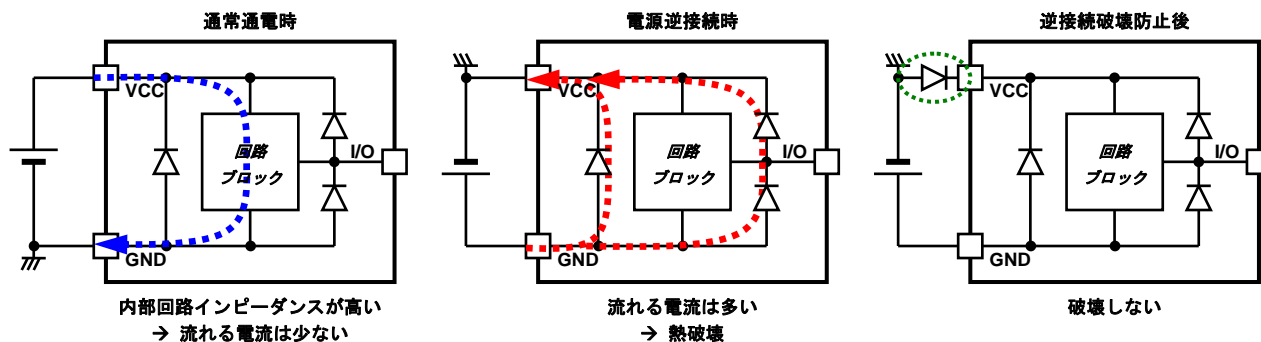 通常通電時
VCC
回路
ブロック
I/O
GND
内部回路インピーダンスが高い
→ 流れる電流は少ない
電源逆接続時
VCC
回路
ブロック
I/O
GND
流れる電流は多い
→ 熱破壊
逆接続破壊防止後
VCC
回路
ブロック
I/O
GND
破壊しない